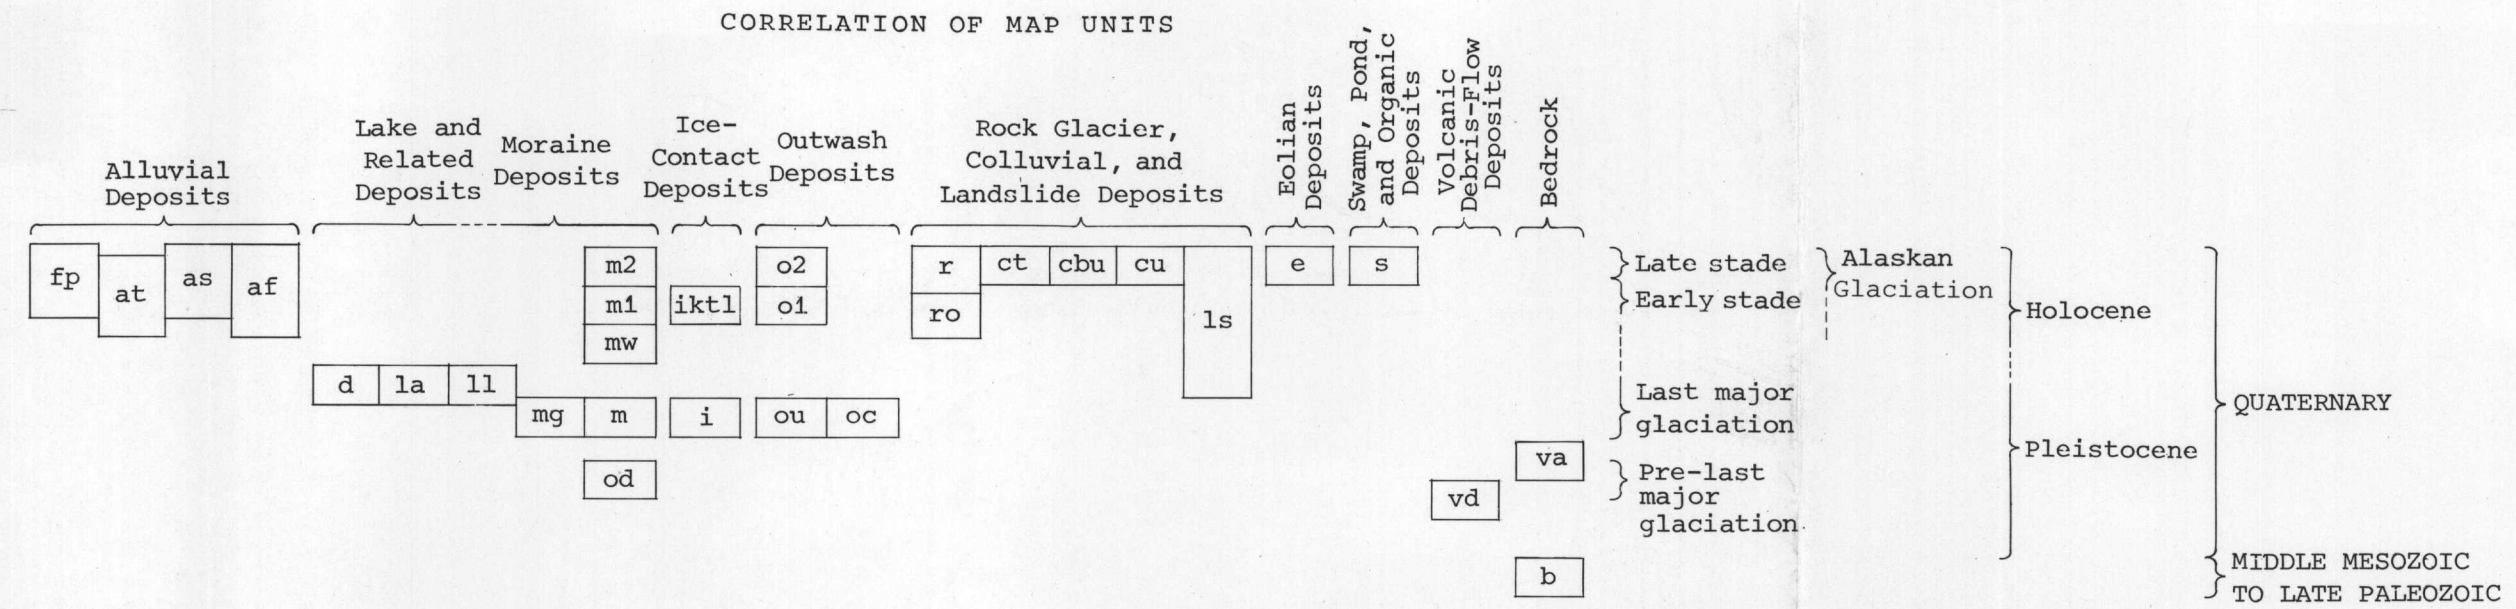 CORRELATION OF MAP UNITS
Alluvial
Deposits
Lake and
Related
Deposits
Moraine
Deposits
Ice-
Contact
Deposits
Outwash
Deposits
Rock Glacier,
Colluvial, and
Landslide Deposits
Eolian
Deposits
Swamp, Pond,
and Organic
Deposits
Volcanic
Debris-Flow
Deposits
Bedrock
fp
at
as
af
m2
m1
mw
iktl
o2
o1
r
ro
ct
cbu
cu
ls
e
s
d
la
ll
mg
m
i
ou
oc
od
va
vd
b
Late stade
Early stade
Last major
glaciation
Pre-last
major
glaciation
Alaskan
Glaciation
Holocene
Pleistocene
QUATERNARY
MIDDLE MESOZOIC
TO LATE PALEOZOIC